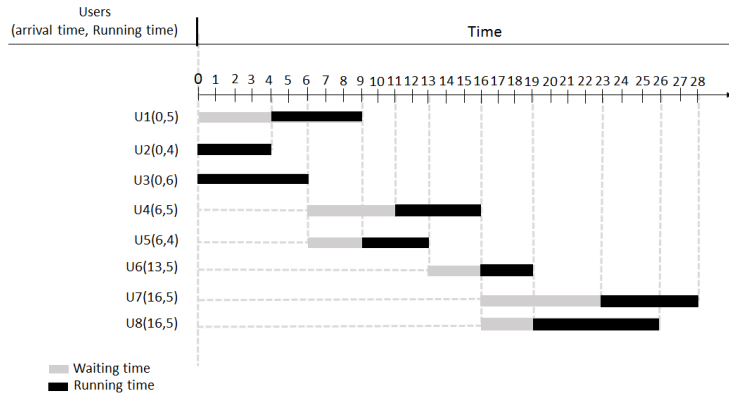 Users
(arrival time, Running time)
Time
0 1 2 3 4 5 6 7 8 9 10 11 12 13 14 15 16 17 18 19 20 21 22 23 24 25 26 27 28
U1(0,5)
U2(0,4)
U3(0,6)
U4(6,5)
U5(6,4)
U6(13,5)
U7(16,5)
U8(16,5)
Waiting time
Running time